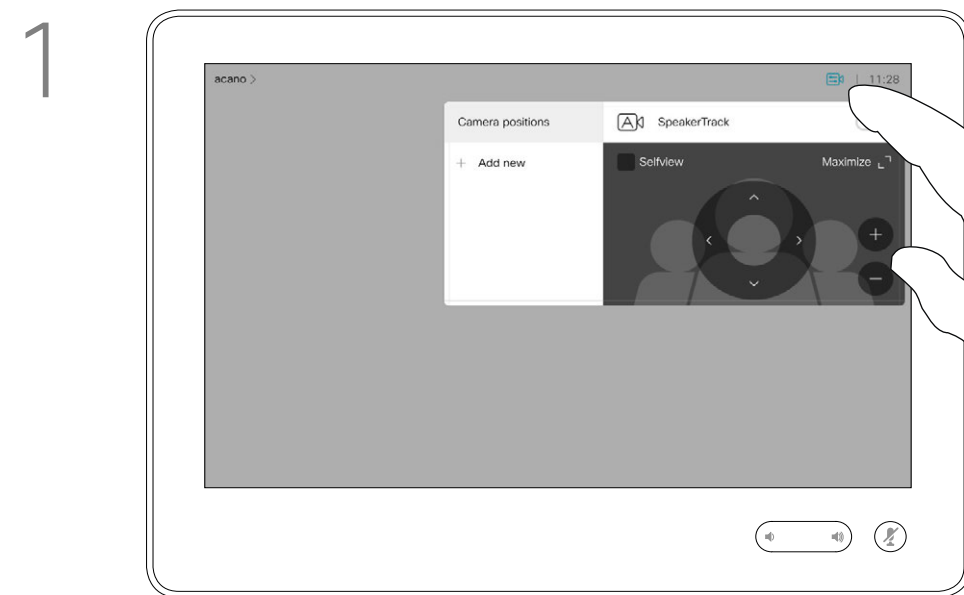 1
acano >
| 11:28
Camera positions
A SpeakerTrack
+ Add new
Selfview
Maximize